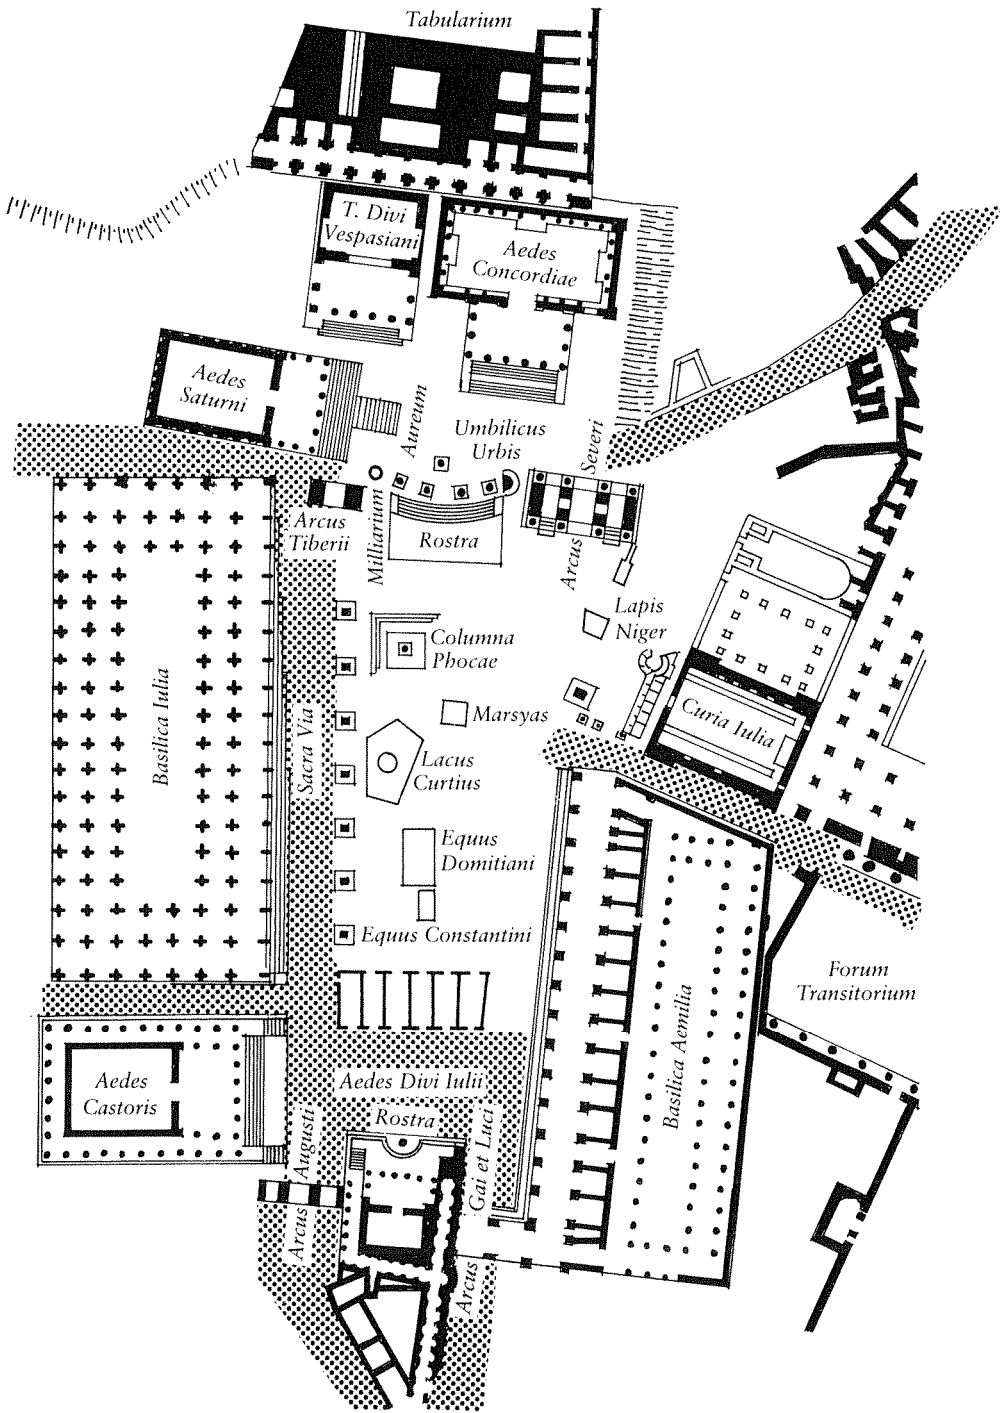 Tabularium
T. Divi
Vespasiani
Aedes
Concordiae
Aedes
Saturni
Aureum
Umbilicus
Urbis
Severi
Arcus
Tiberii
Milliarium
Rostra
Arcus
Lapis
Niger
Columna
Phocae
Basilica Iulia
Sacra Via
Marsyas
Curia Iulia
Lacus
Curtius
Equus
Domitiani
Equus Constantini
Forum
Transitorium
Basilica Aemilia
Aedes Divi Iulii
Aedes
Castoris
Rostra
Arcus Augusti
Gai et Luci
Arcus